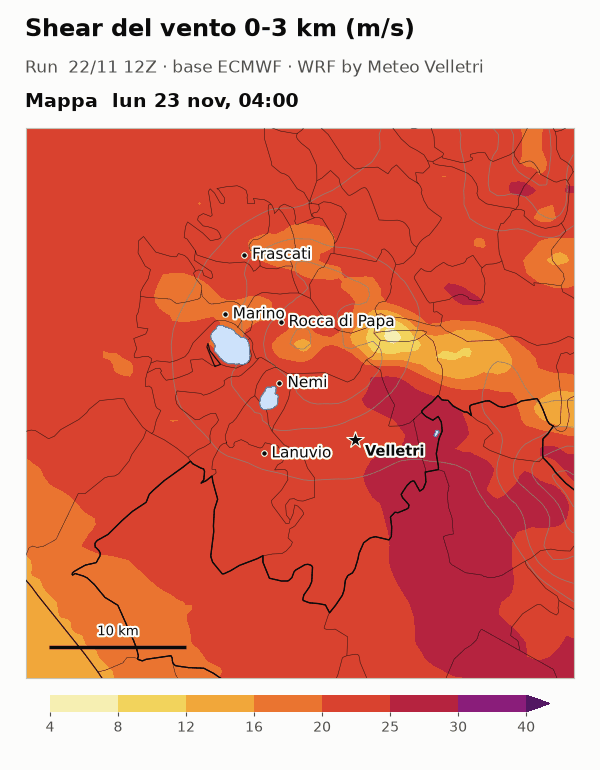 Shear del vento 0-3 km (m/s)
Run  22/11 12Z · base ECMWF · WRF by Meteo Velletri
Mappa  lun 23 nov, 04:00
Frascati
Marino
Rocca di Papa
Nemi
Velletri
Lanuvio
10 km
4 8 12 16 20 25 30 40